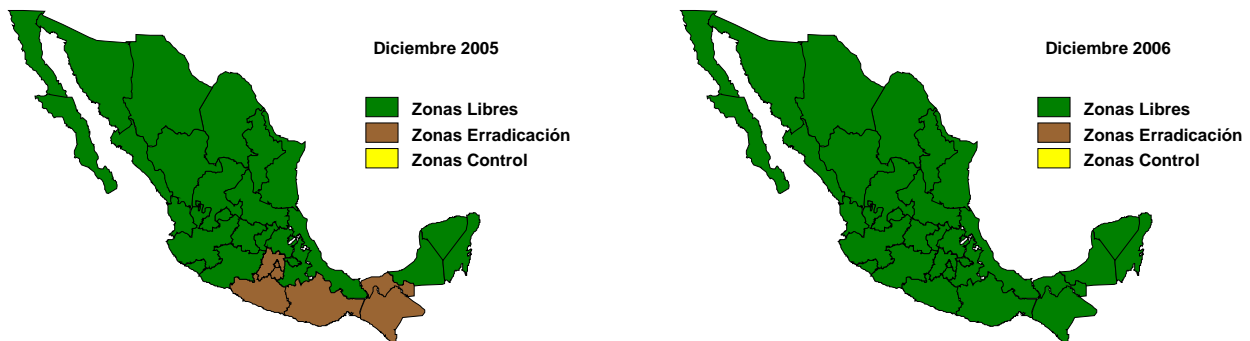 Diciembre 2005
Zonas Libres
Zonas Erradicación
Zonas Control
Diciembre 2006
Zonas Libres
Zonas Erradicación
Zonas Control